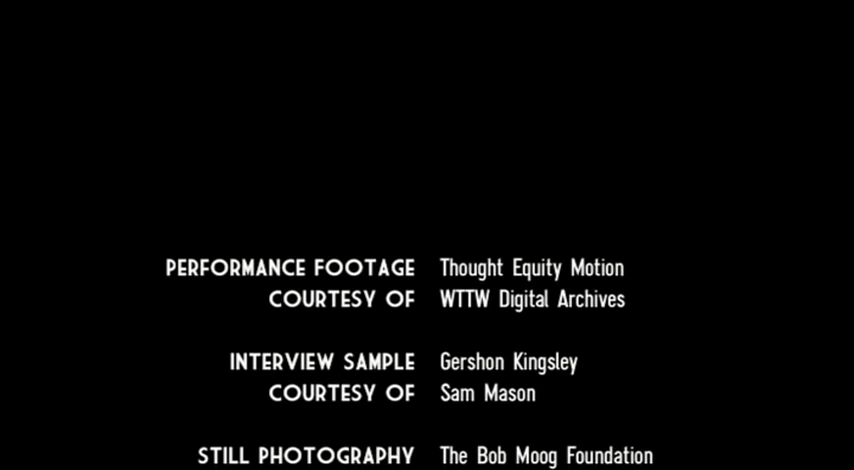 PERFORMANCE FOOTAGE Thought Equity Motion
COURTESY OF WTTW Digital Archives
INTERVIEW SAMPLE Gershon Kingsley
COURTESY OF Sam Mason
STILL PHOTOGRAPHY The Bob Moog Foundation